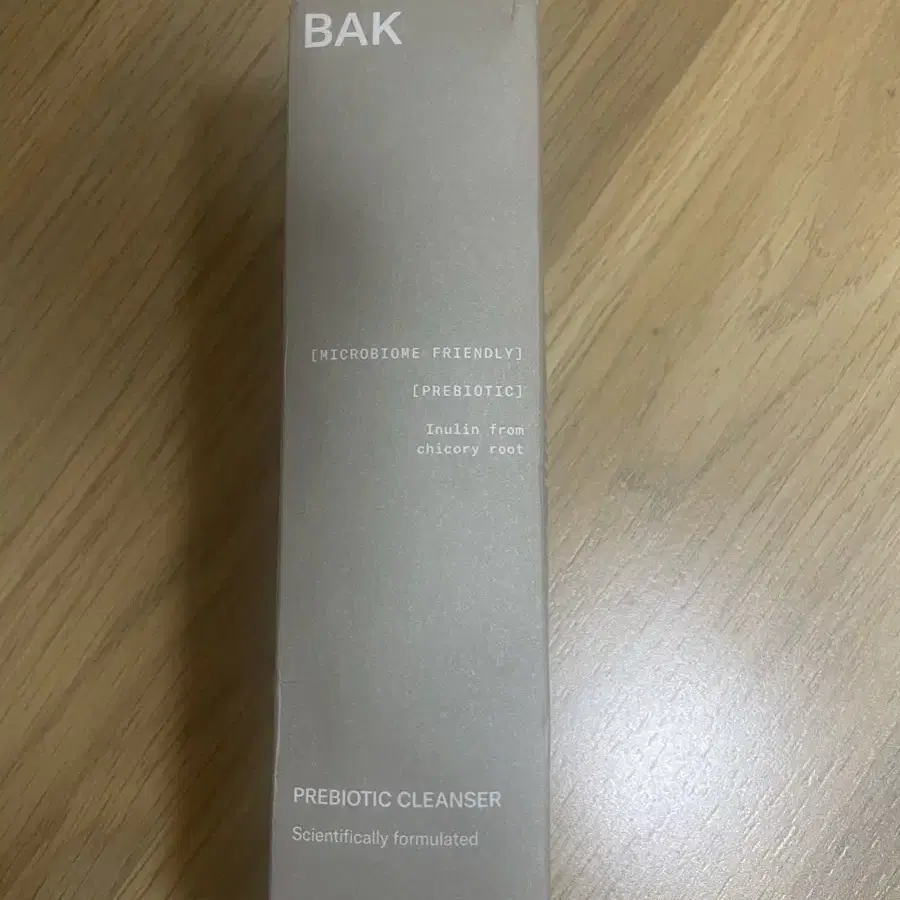 BAK
[MICROBIOME FRIENDLY]
[PREBIOTIC]
Inulin from
chicory root
PREBIOTIC CLEANSER
Scientifically formulated